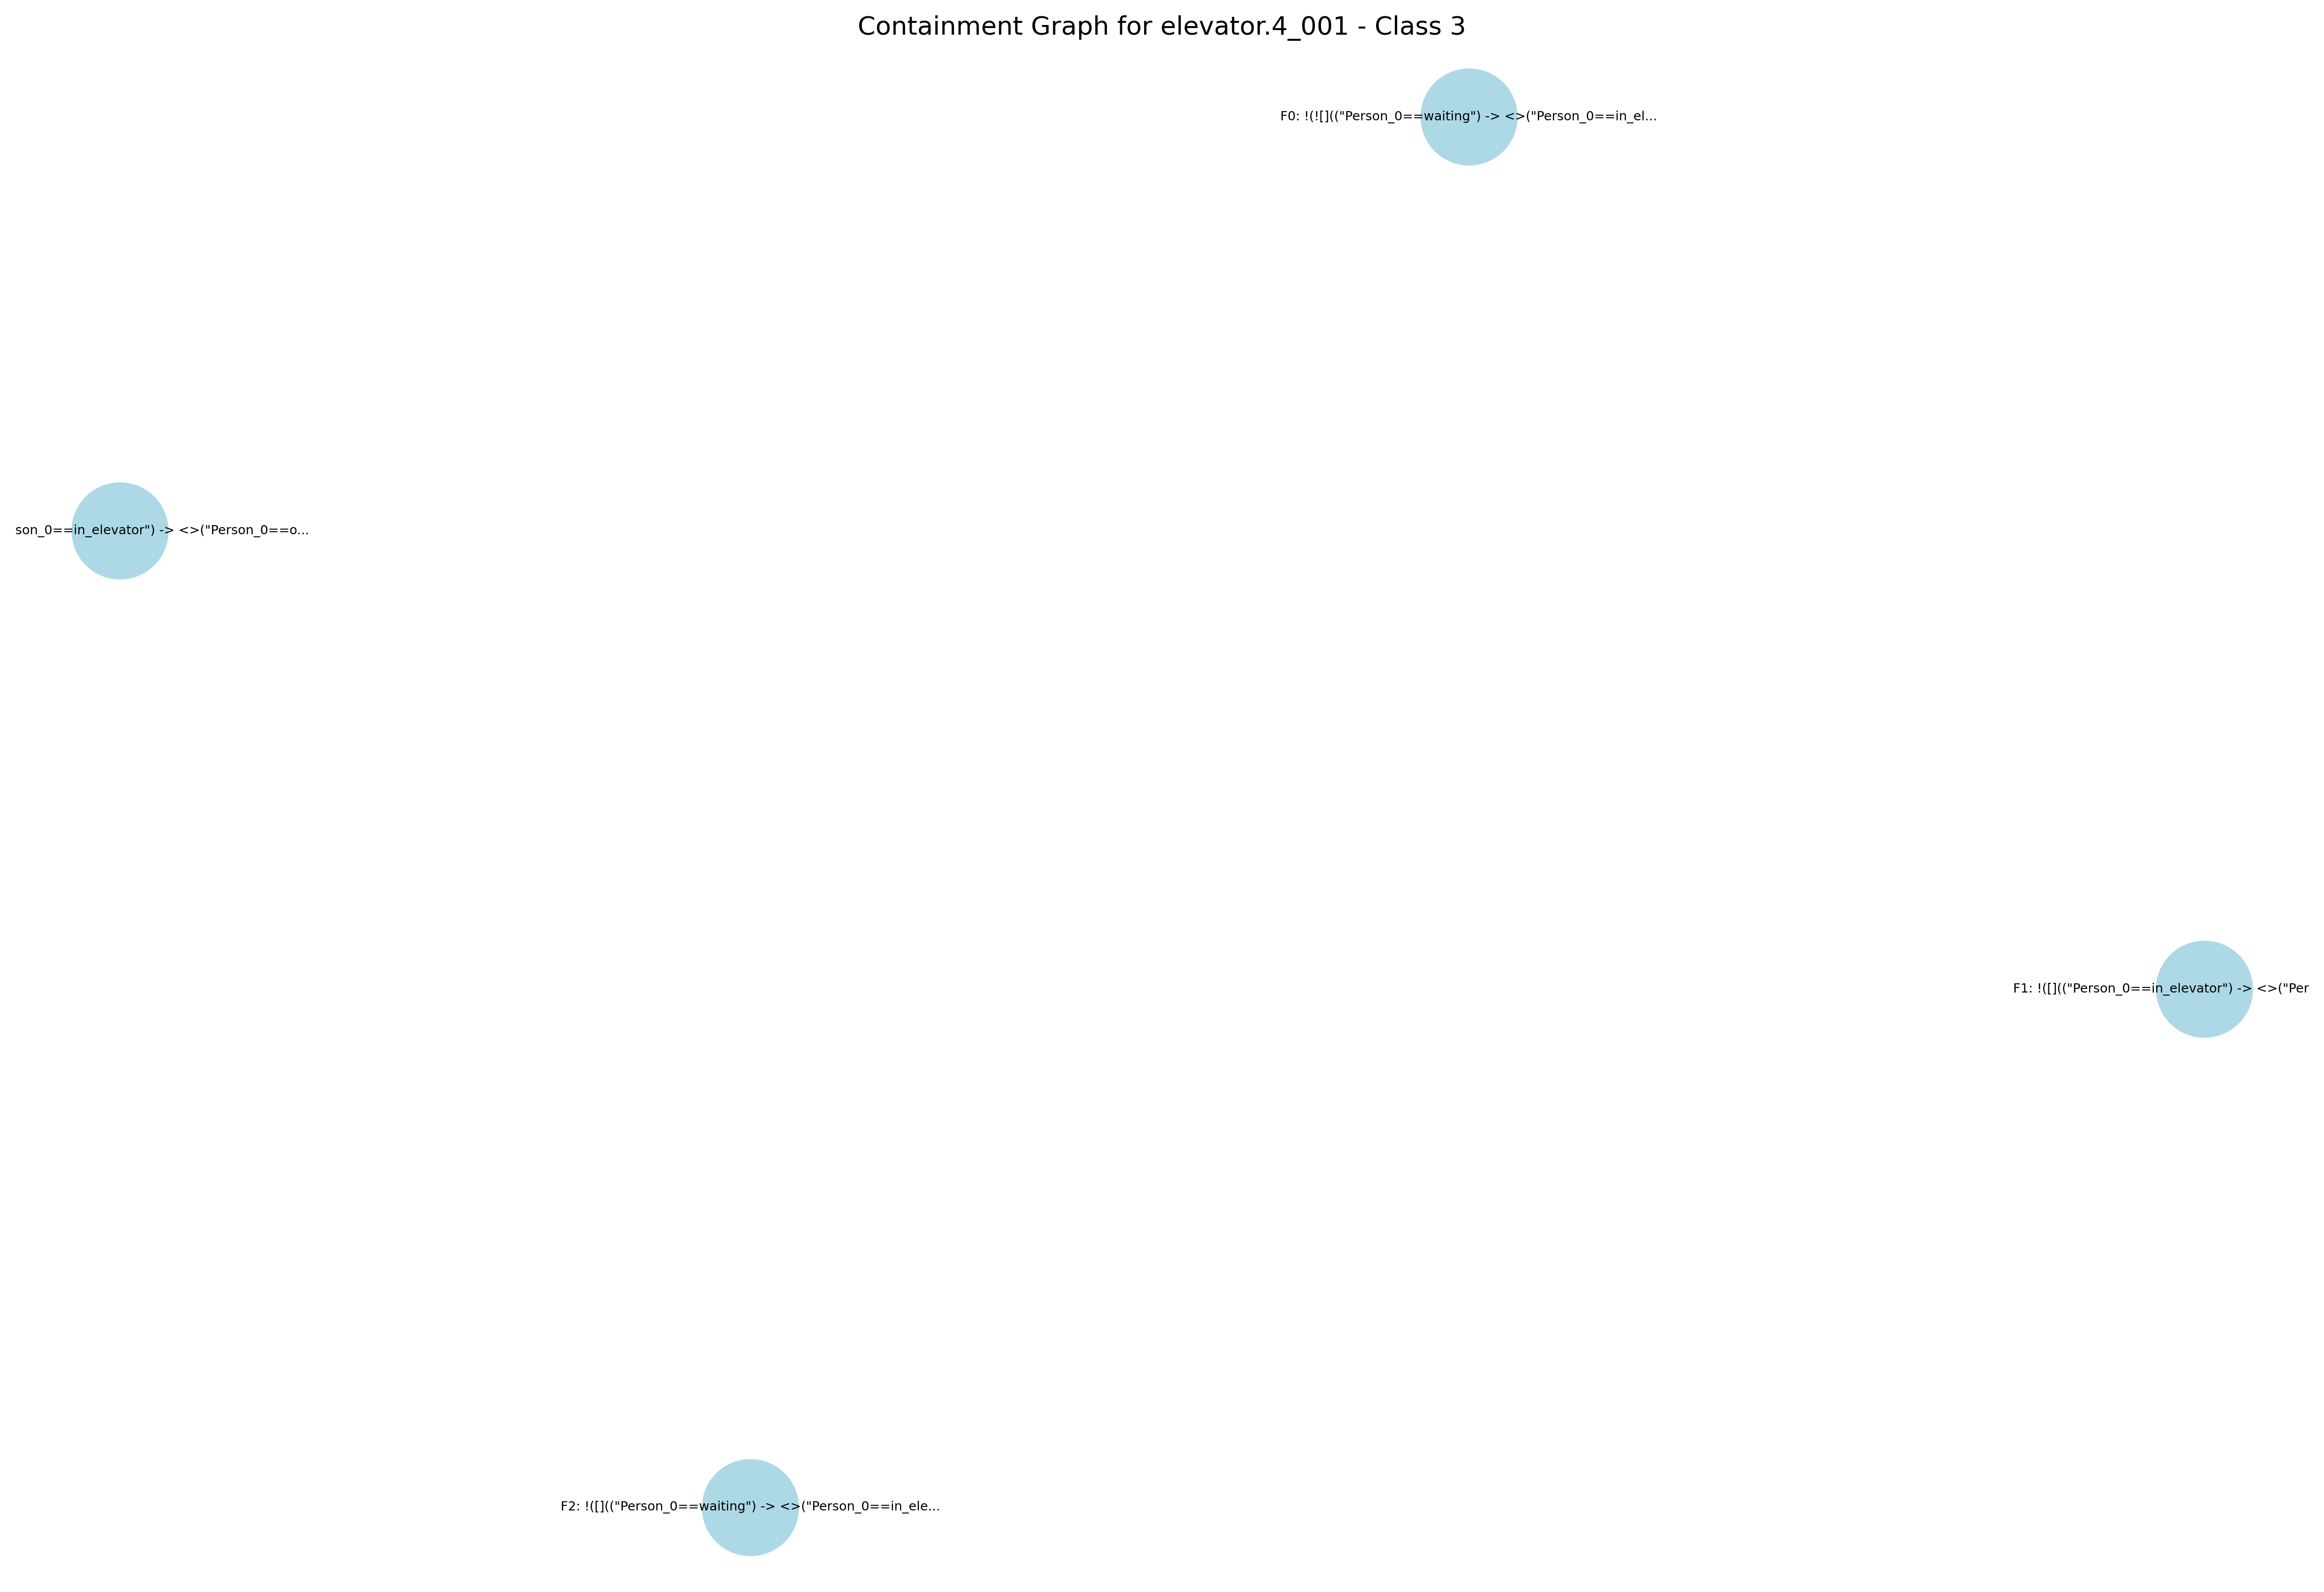 Containment Graph for elevator.4_001 - Class 3
F0: !(![](("Person_0==waiting") -> <>("Person_0==in_el...
son_0==in_elevator") -> <>("Person_0==o...
F1: !([](("Person_0==in_elevator") -> <>("Per
F2: !([](("Person_0==waiting") -> <>("Person_0==in_ele...